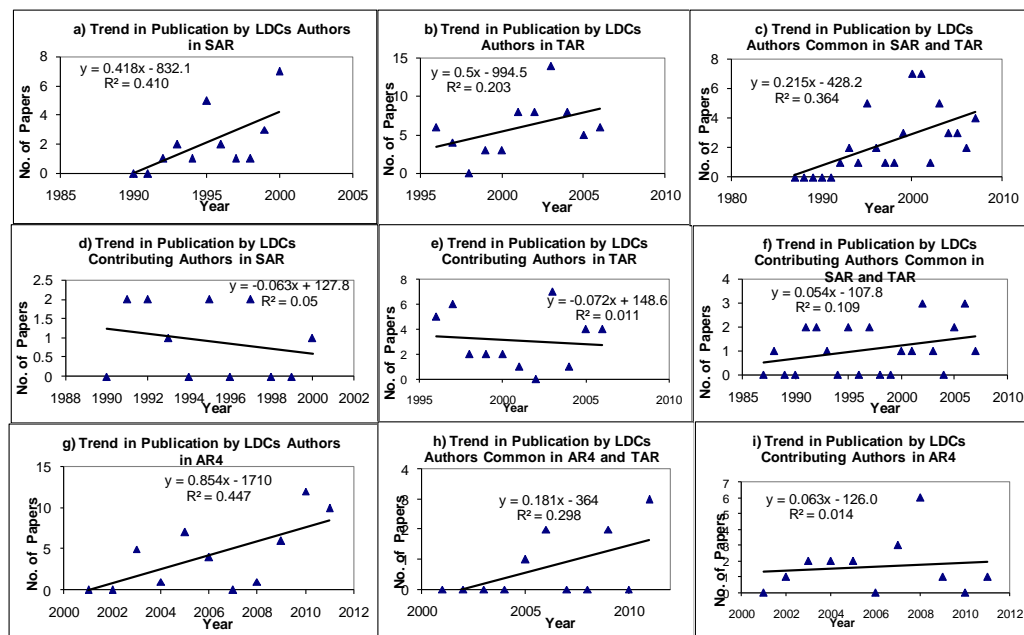 a) Trend in Publication by LDCs Authors
in SAR
y = 0.418x - 832.1
R² = 0.410
No. of Papers
8
6
4
2
0
1985 1990 1995 2000 2005
Year
b) Trend in Publication by LDCs
Authors in TAR
y = 0.5x - 994.5
R² = 0.203
No. of Papers
15
10
5
0
1995 2000 2005 2010
Year
c) Trend in Publication by LDCs
Authors Common in SAR and TAR
y = 0.215x - 428.2
R² = 0.364
No. of Papers
8
6
4
2
0
1980 1990 2000 2010
Year
d) Trend in Publication by LDCs
Contributing Authors in SAR
y = -0.063x + 127.8
R² = 0.05
No. of Papers
2.5
2
1.5
1
0.5
0
1988 1990 1992 1994 1996 1998 2000 2002
Year
e) Trend in Publication by LDCs
Contributing Authors in TAR
y = -0.072x + 148.6
R² = 0.011
No. of Papers
8
6
4
2
0
1995 2000 2005 2010
Year
f) Trend in Publication by LDCs
Contributing Authors Common in
SAR and TAR
y = 0.054x - 107.8
R² = 0.109
No. of Papers
4
3
2
1
0
1985 1990 1995 2000 2005 2010
Year
g) Trend in Publication by LDCs Authors
in AR4
y = 0.854x - 1710
R² = 0.447
No. of Papers
15
10
5
0
2000 2002 2004 2006 2008 2010 2012
Year
h) Trend in Publication by LDCs
Authors Common in AR4 and TAR
y = 0.181x - 364
R² = 0.298
No. of Papers
4
3
2
1
0
2000 2005 2010
Year
i) Trend in Publication by LDCs
Contributing Authors in AR4
y = 0.063x - 126.0
R² = 0.014
No. of Papers
7
6
5
4
3
2
1
0
2000 2002 2004 2006 2008 2010 2012
Year